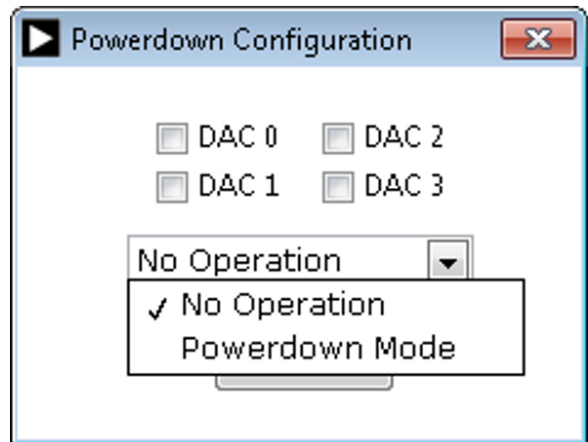 Powerdown Configuration
DAC 0 DAC 2
DAC 1 DAC 3
No Operation
No Operation
Powerdown Mode